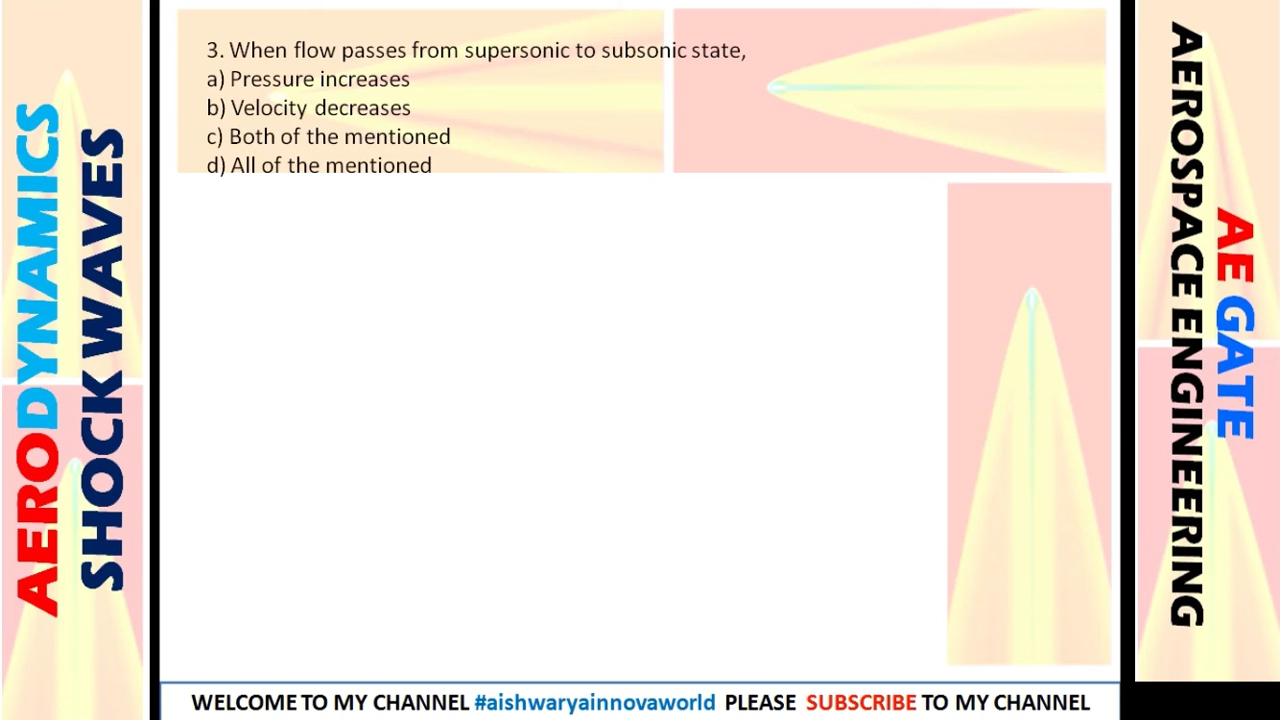 AERODYNAMICS
SHOCK WAVES
3. When flow passes from supersonic to subsonic state,
a) Pressure increases
b) Velocity decreases
c) Both of the mentioned
d) All of the mentioned
AEROSPACE ENGINEERING
AE GATE
WELCOME TO MY CHANNEL #aishwaryainnovaworld PLEASE SUBSCRIBE TO MY CHANNEL